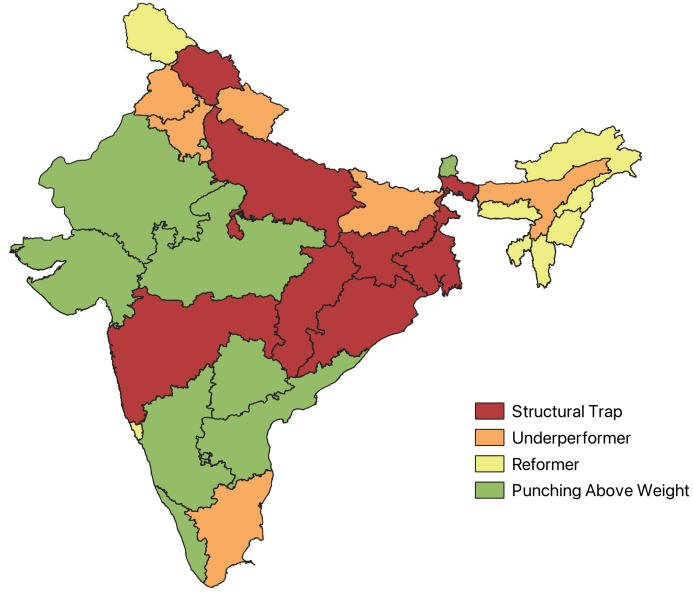 Structural Trap
Underperformer
Reformer
Punching Above Weight